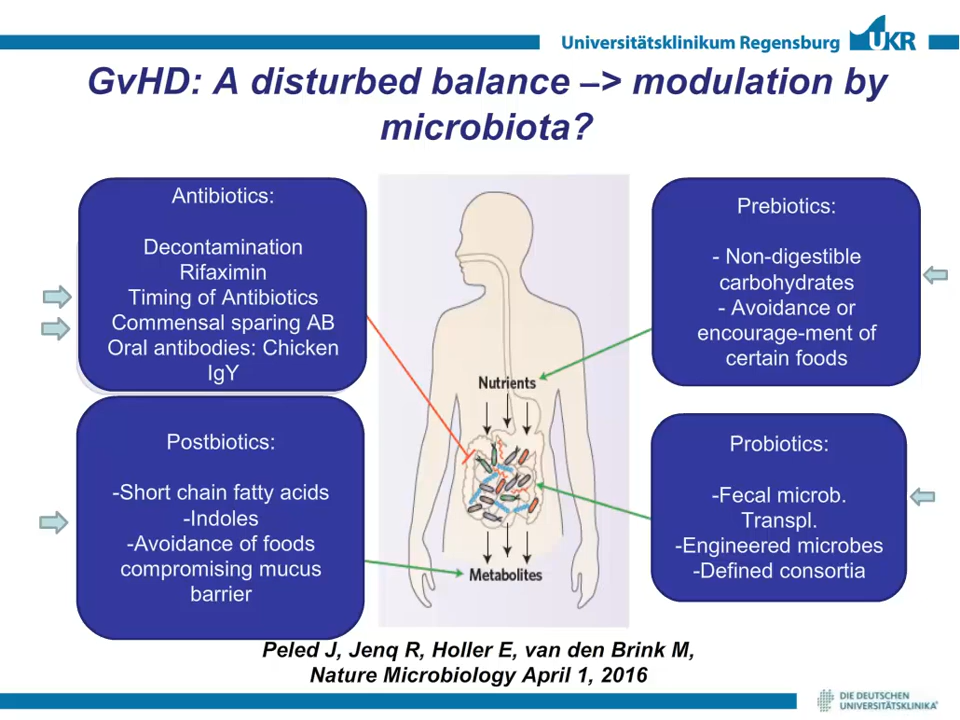 Universitätsklinikum Regensburg
UKR
GvHD: A disturbed balance –> modulation by
microbiota?
Antibiotics:
Decontamination
Rifaximin
Timing of Antibiotics
Commensal sparing AB
Oral antibodies: Chicken
IgY
Prebiotics:
- Non-digestible
carbohydrates
- Avoidance or
encourage-ment of
certain foods
Nutrients
Postbiotics:
-Short chain fatty acids
-Indoles
-Avoidance of foods
compromising mucus
barrier
Probiotics:
-Fecal microb.
Transpl.
-Engineered microbes
-Defined consortia
Metabolites
Peled J, Jenq R, Holler E, van den Brink M,
Nature Microbiology April 1, 2016
DIE DEUTSCHEN
UNIVERSITÄTSKLINIKA